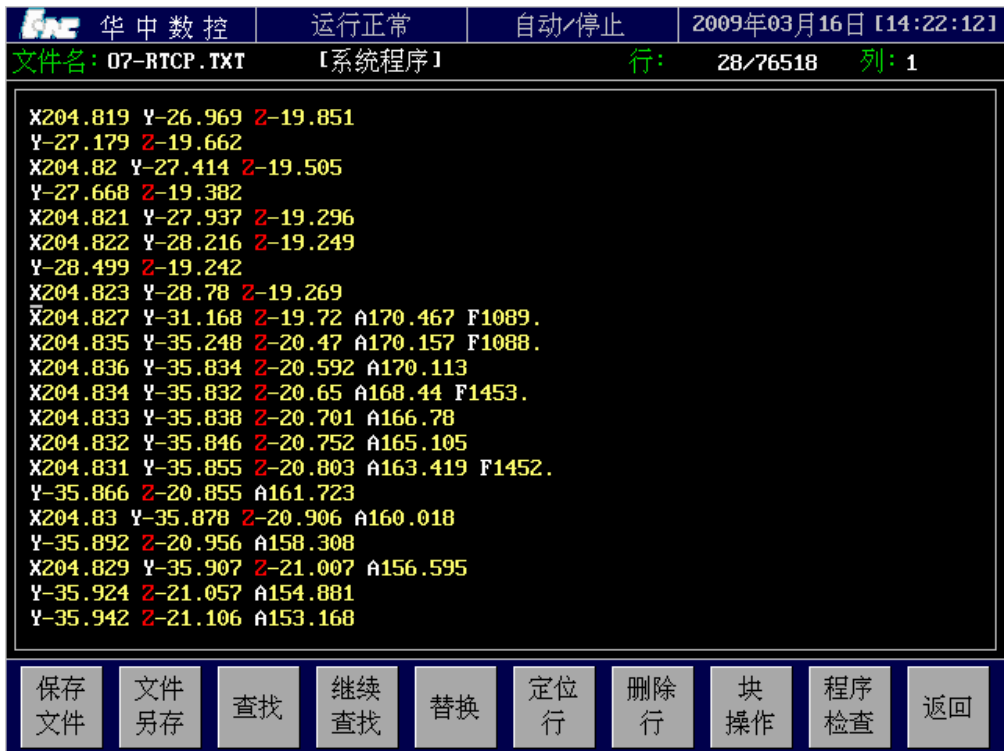 HNC 华中数控 运行正常 自动/停止 2009年03月16日 [14:22:12]
文件名: 07-RTCP.TXT [系统程序] 行: 28/76518 列: 1
X204.819 Y-26.969 Z-19.851
Y-27.179 Z-19.662
X204.82 Y-27.414 Z-19.505
Y-27.668 Z-19.382
X204.821 Y-27.937 Z-19.296
X204.822 Y-28.216 Z-19.249
Y-28.499 Z-19.242
X204.823 Y-28.78 Z-19.269
X204.827 Y-31.168 Z-19.72 A170.467 F1089.
X204.835 Y-35.248 Z-20.47 A170.157 F1088.
X204.836 Y-35.834 Z-20.592 A170.113
X204.834 Y-35.832 Z-20.65 A168.44 F1453.
X204.833 Y-35.838 Z-20.701 A166.78
X204.832 Y-35.846 Z-20.752 A165.105
X204.831 Y-35.855 Z-20.803 A163.419 F1452.
Y-35.866 Z-20.855 A161.723
X204.83 Y-35.878 Z-20.906 A160.018
Y-35.892 Z-20.956 A158.308
X204.829 Y-35.907 Z-21.007 A156.595
Y-35.924 Z-21.057 A154.881
Y-35.942 Z-21.106 A153.168
保存文件 文件另存 查找 继续查找 替换 定位行 删除行 块操作 程序检查 返回